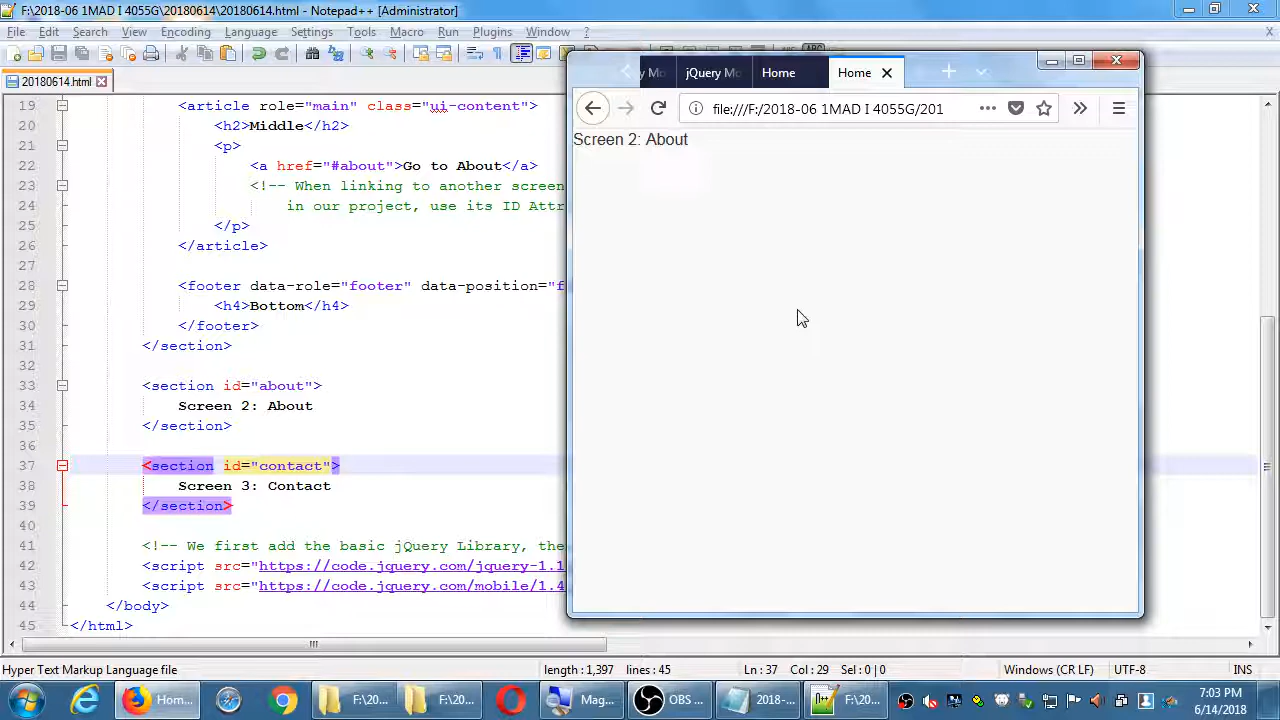 F:\2018-06 1MAD I 4055G\20180614\20180614.html - Notepad++ [Administrator]
File Edit Search View Encoding Language Settings Tools Macro Run Plugins Window ?
20180614.html
jQuery Mo
Home
Home
file:///F:/2018-06 1MAD I 4055G/201
Screen 2: About
19 <article role="main" class="ui-content">
20 <h2>Middle</h2>
21 <p>
22 <a href="#about">Go to About</a>
23 <!-- When linking to another screen
24 in our project, use its ID Attr
25 </p>
26 </article>
27
28 <footer data-role="footer" data-position="f
29 <h4>Bottom</h4>
30 </footer>
31 </section>
32
33 <section id="about">
34 Screen 2: About
35 </section>
36
37 <section id="contact">
38 Screen 3: Contact
39 </section>
40
41 <!-- We first add the basic jQuery Library, the
42 <script src="https://code.jquery.com/jquery-1.1
43 <script src="https://code.jquery.com/mobile/1.4
44 </body>
45 </html>
Hyper Text Markup Language file length : 1,397 lines : 45 Ln : 37 Col : 29 Sel : 0 | 0 Windows (CR LF) UTF-8 INS
Hom... F:\20... F:\20... Mag... OBS ... 2018-... F:\20... 7:03 PM
6/14/2018